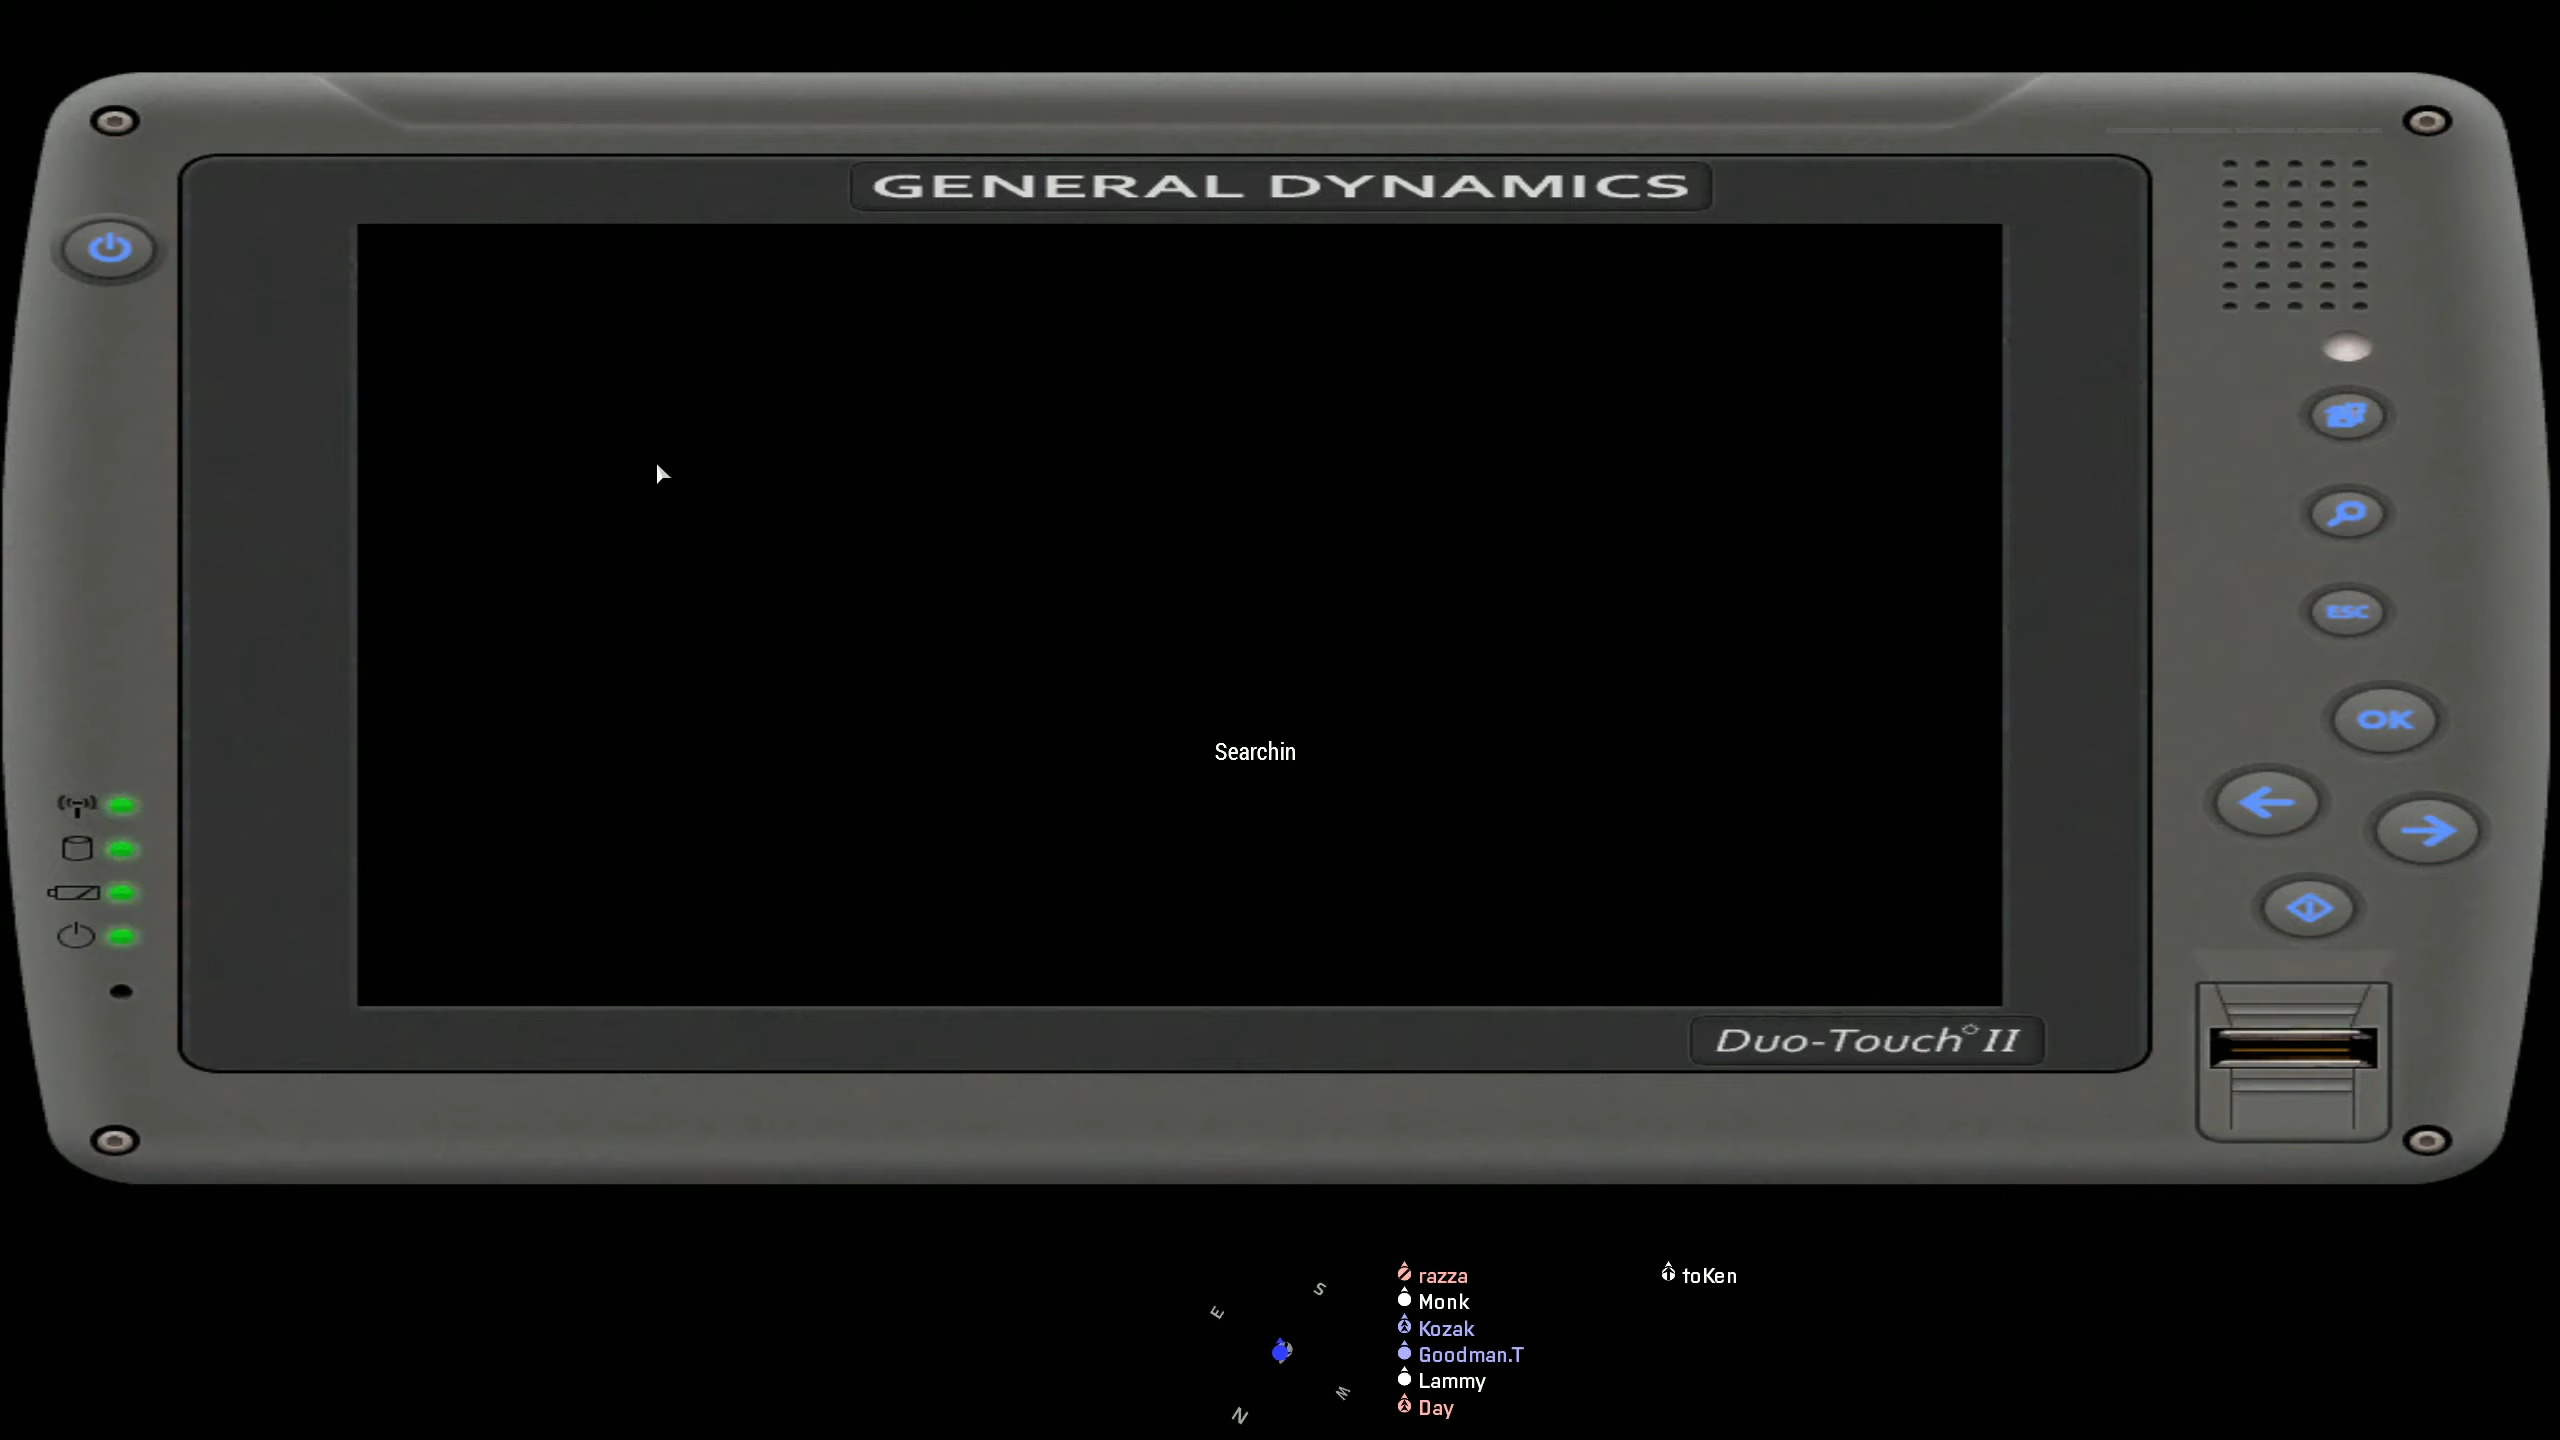 GENERAL DYNAMICS
Searchin
ESC
OK
Duo-Touch II
S
E
W
N
razza
Monk
Kozak
Goodman.T
Lammy
Day
toKen